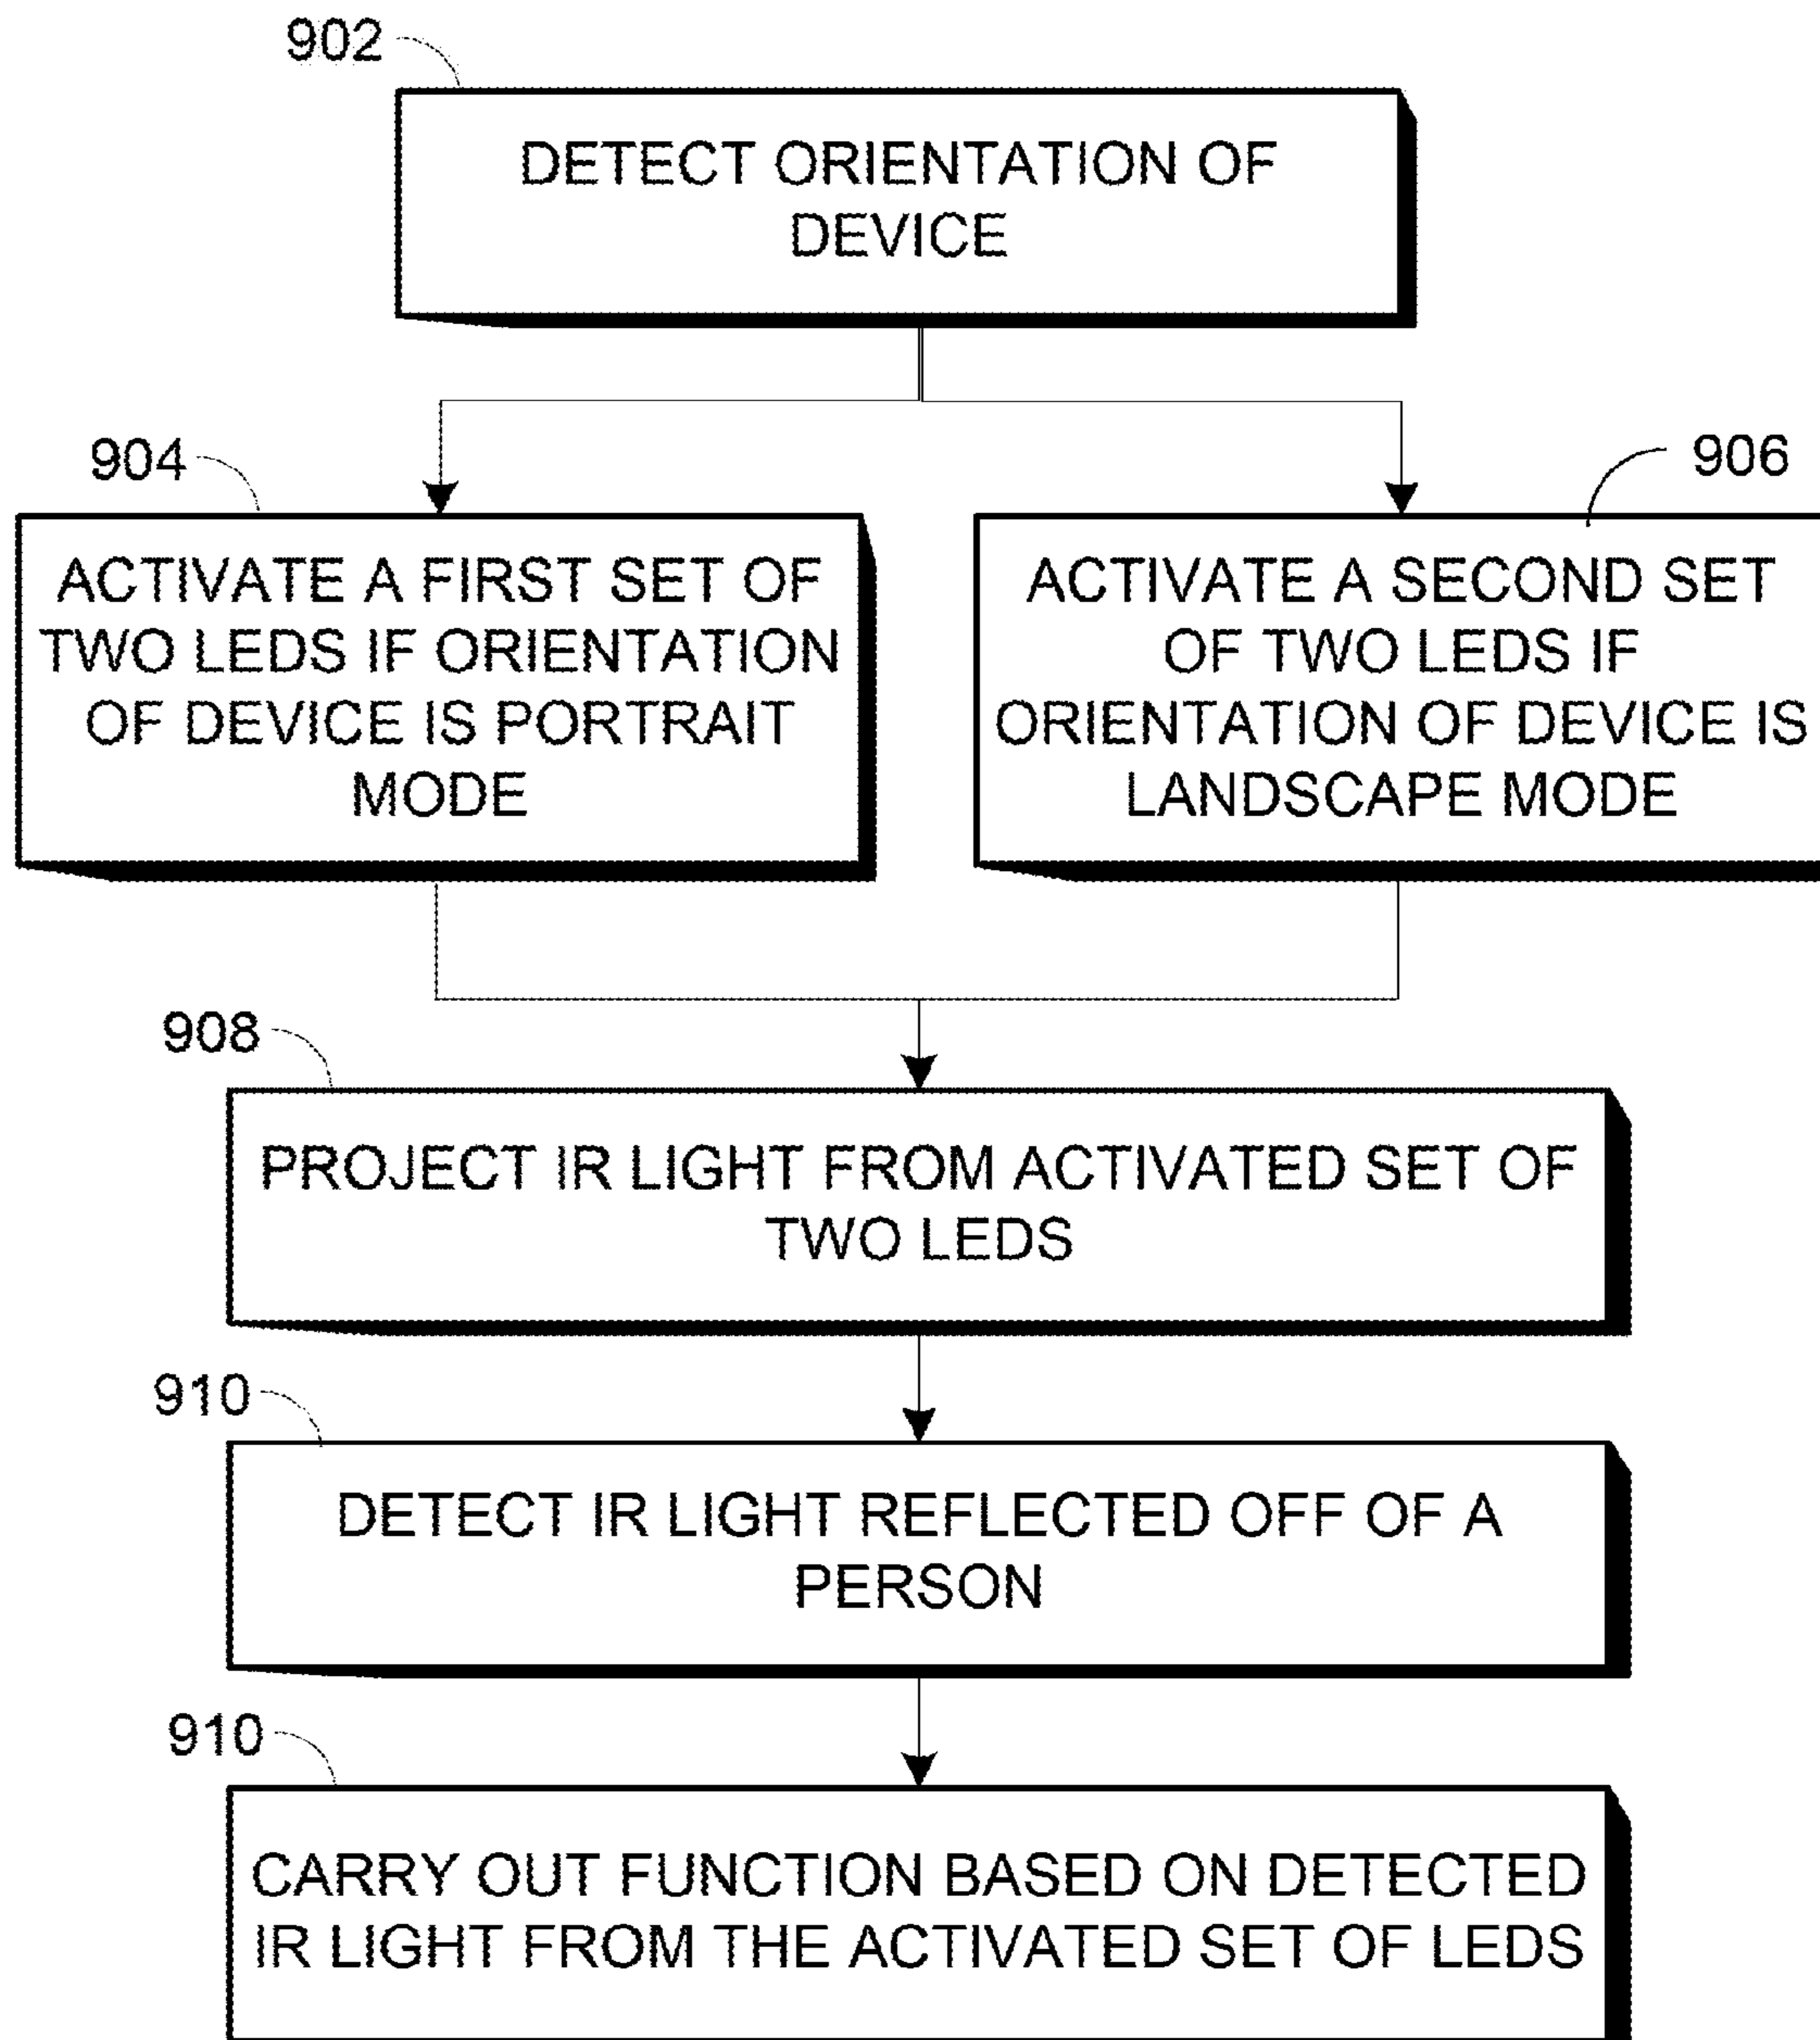 902
DETECT ORIENTATION OF
DEVICE
904
ACTIVATE A FIRST SET OF
TWO LEDS IF ORIENTATION
OF DEVICE IS PORTRAIT
MODE
906
ACTIVATE A SECOND SET
OF TWO LEDS IF
ORIENTATION OF DEVICE IS
LANDSCAPE MODE
908
PROJECT IR LIGHT FROM ACTIVATED SET OF
TWO LEDS
910
DETECT IR LIGHT REFLECTED OFF OF A
PERSON
910
CARRY OUT FUNCTION BASED ON DETECTED
IR LIGHT FROM THE ACTIVATED SET OF LEDS